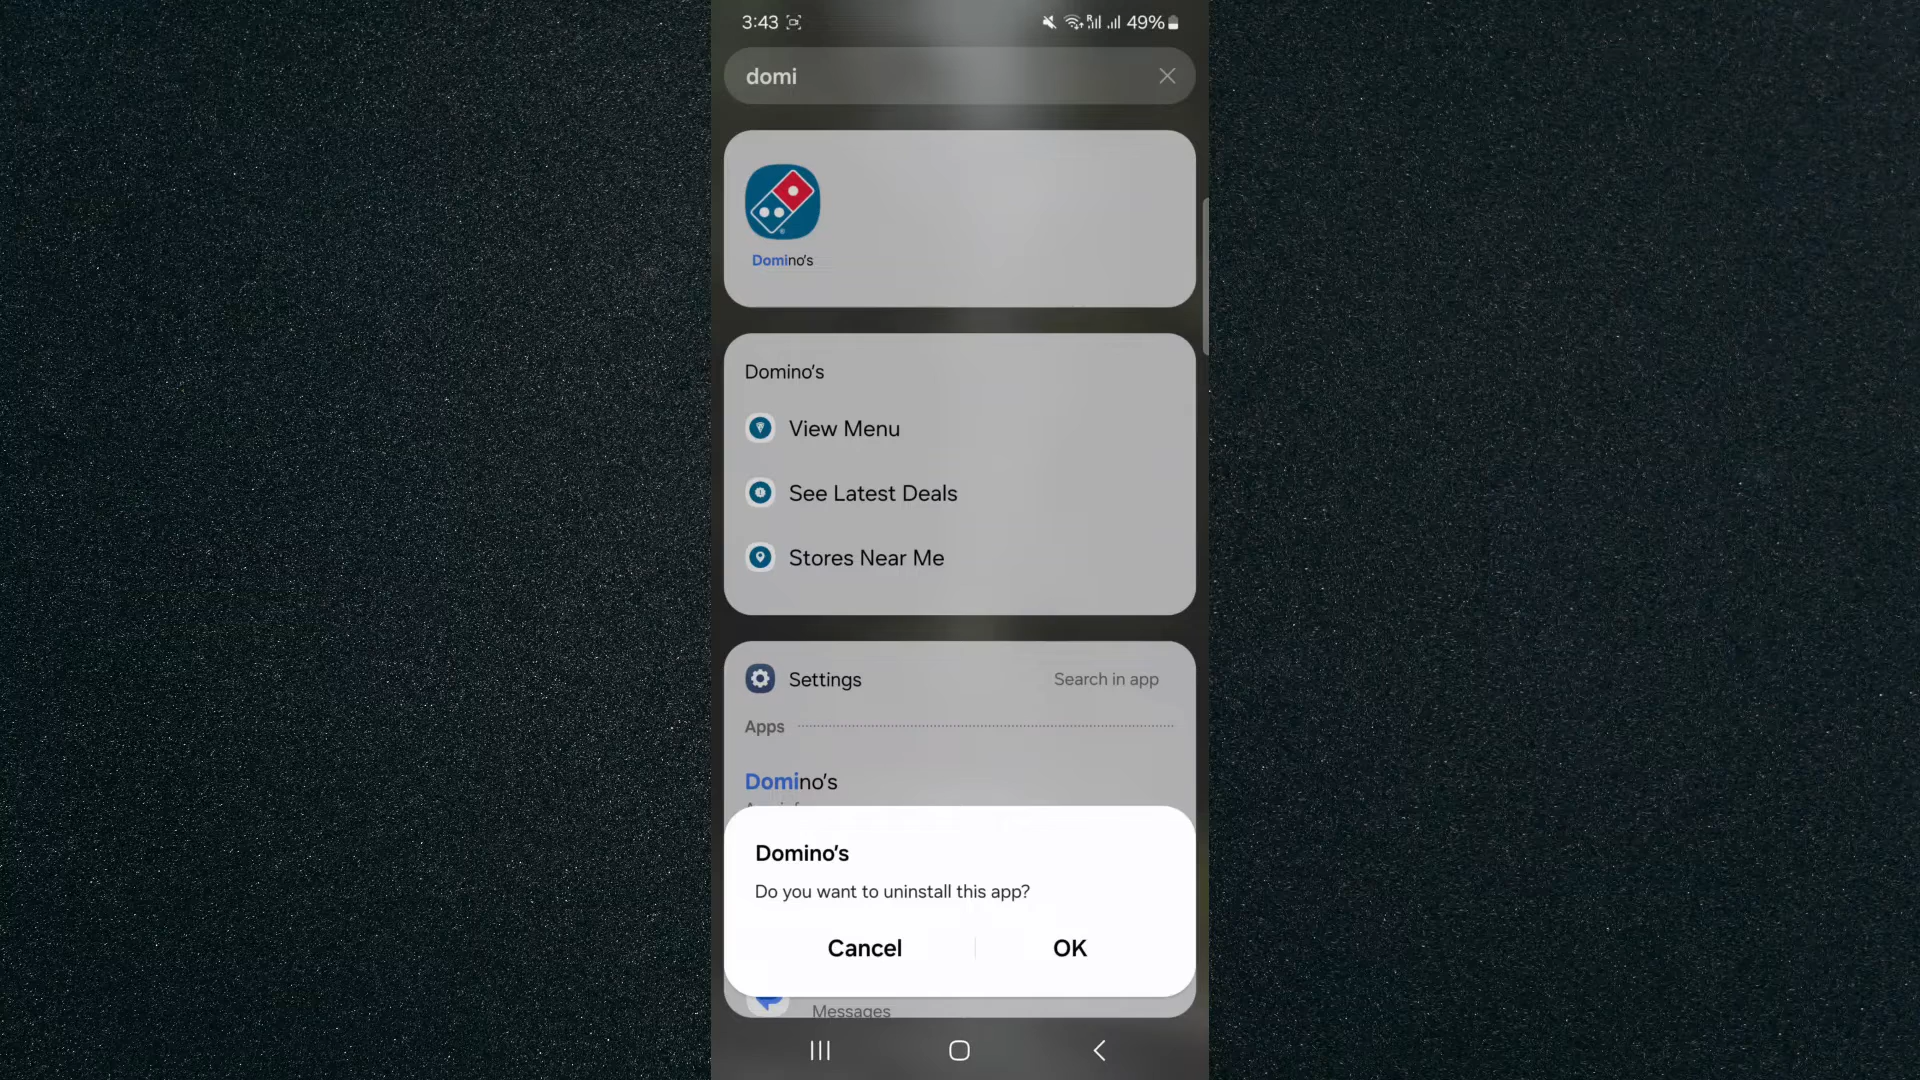 3:43
49%
domi
Domino's
Domino's
View Menu
See Latest Deals
Stores Near Me
Settings
Search in app
Apps
Domino's
Domino's
Do you want to uninstall this app?
Cancel
OK
Messages